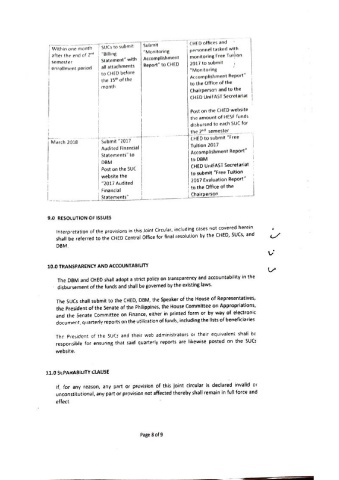 Within one month
after the end of 2nd
semester
enrollment period
SUCs to submit
"Billing
Statement" with
all attachments
to CHED before
the 15th of the
month
Submit
"Monitoring
Accomplishment
Report" to CHED
CHED offices and
personnel tasked with
monitoring Free Tuition
2017 to submit
"Monitoring
Accomplishment Report"
to the Office of the
Chairperson and to the
CHED UniFAST Secretariat
Post on the CHED website
the amount of HESF funds
disbursed to each SUC for
the 2nd semester
March 2018
Submit "2017
Audited Financial
Statements" to
DBM
Post on the SUC
website the
"2017 Audited
Financial
Statements"
CHED to submit "Free
Tuition 2017
Accomplishment Report"
to DBM
CHED UniFAST Secretariat
to submit "Free Tuition
2017 Evaluation Report"
to the Office of the
Chairperson
9.0 RESOLUTION OF ISSUES
Interpretation of the provisions in this Joint Circular, including cases not covered herein
shall be referred to the CHED Central Office for final resolution by the CHED, SUCs, and
DBM.
10.0 TRANSPARENCY AND ACCOUNTABILITY
The DBM and CHED shall adopt a strict policy on transparency and accountability in the
disbursement of the funds and shall be governed by the existing laws.
The SUCs shall submit to the CHED, DBM, the Speaker of the House of Representatives,
the President of the Senate of the Philippines, the House Committee on Appropriations,
and the Senate Committee on Finance, either in printed form or by way of electronic
document, quarterly reports on the utilization of funds, including the lists of beneficiaries
The President of the SUCs and their web administrators or their equivalent shall be
responsible for ensuring that said quarterly reports are likewise posted on the SUCs
website.
11.0 SEPARABILITY CLAUSE
If, for any reason, any part or provision of this joint circular is declared invalid or
unconstitutional, any part or provision not affected thereby shall remain in full force and
effect
Page 8 of 9